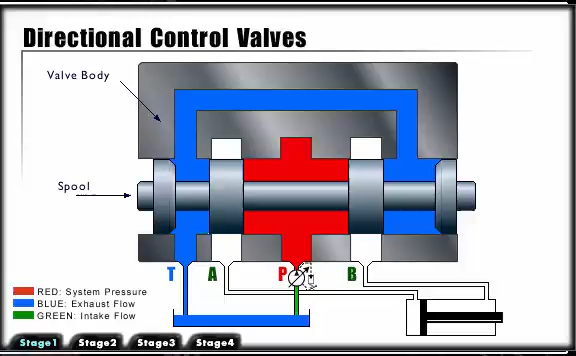 Directional Control Valves
Valve Body
Spool
T A P B
RED: System Pressure
BLUE: Exhaust Flow
GREEN: Intake Flow
Stage1 Stage2 Stage3 Stage4